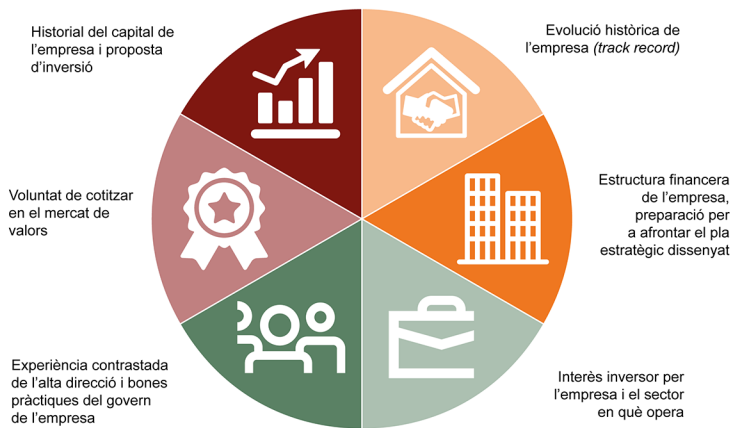 Historial del capital de
l’empresa i proposta
d’inversió
Evolució històrica de
l’empresa (track record)
Voluntat de cotitzar
en el mercat de
valors
Estructura financera
de l’empresa,
preparació per
a afrontar el pla
estratègic dissenyat
Experiència contrastada
de l’alta direcció i bones
pràctiques del govern
de l’empresa
Interès inversor per
l’empresa i el sector
en què opera